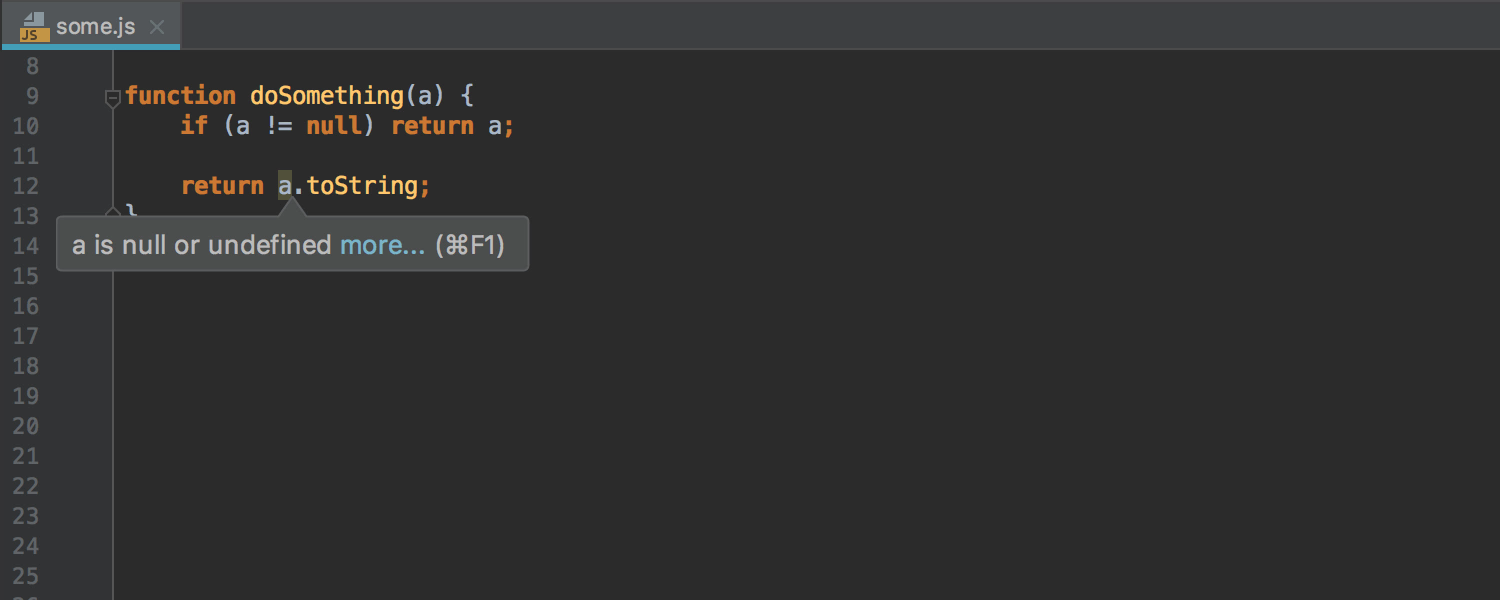 JS some.js
8
9 function doSomething(a) {
10     if (a != null) return a;
11
12     return a.toString;
13 }
14 a is null or undefined more... (⌘F1)
15
16
17
18
19
20
21
22
23
24
25